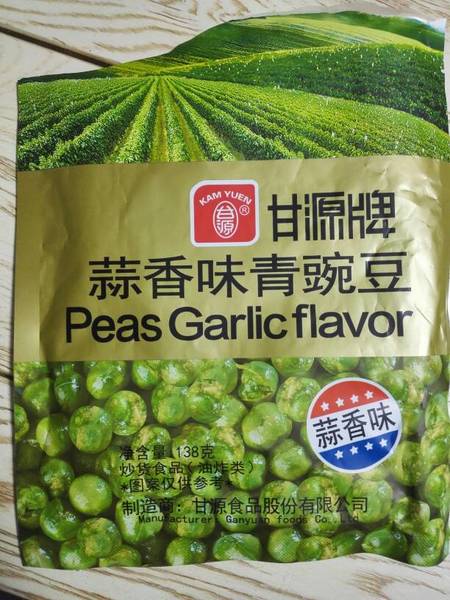 KAM YUEN
甘源
®
甘源牌
蒜香味青豌豆
Peas Garlic flavor
蒜香味
净含量:138克
炒货食品（油炸类）
*图案仅供参考*
制造商：甘源食品股份有限公司
Manufacturer: Ganyuan foods Co.,Ltd